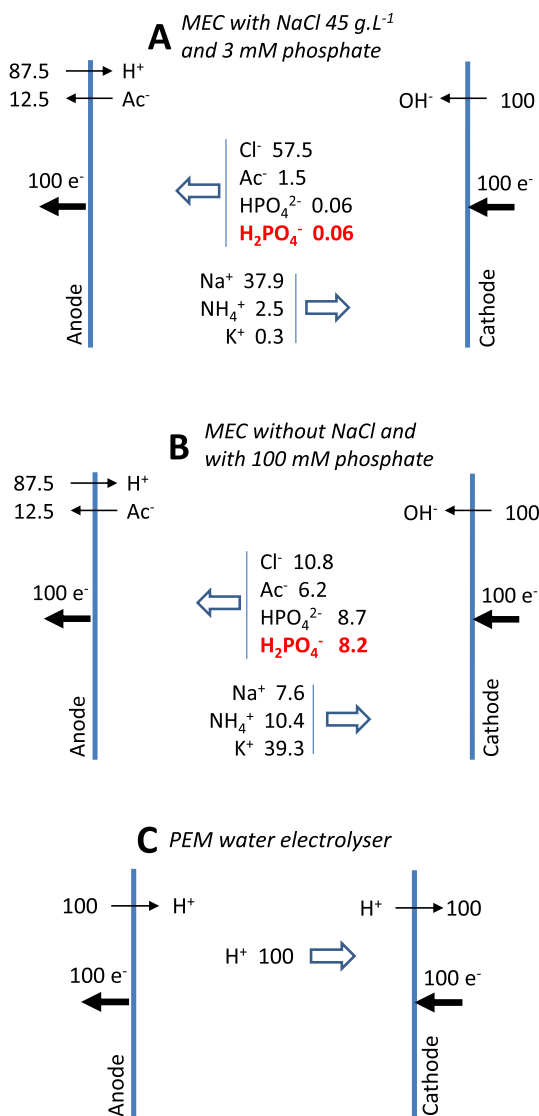 A MEC with NaCl 45 g.L⁻¹
and 3 mM phosphate
87.5 H⁺
12.5 Ac⁻
OH⁻ 100
Cl⁻ 57.5
Ac⁻ 1.5
HPO₄²⁻ 0.06
H₂PO₄⁻ 0.06
100 e⁻
100 e⁻
Na⁺ 37.9
NH₄⁺ 2.5
K⁺ 0.3
Anode
Cathode
B MEC without NaCl and
with 100 mM phosphate
87.5 H⁺
12.5 Ac⁻
OH⁻ 100
Cl⁻ 10.8
Ac⁻ 6.2
HPO₄²⁻ 8.7
H₂PO₄⁻ 8.2
100 e⁻
100 e⁻
Na⁺ 7.6
NH₄⁺ 10.4
K⁺ 39.3
Anode
Cathode
C PEM water electrolyser
100 H⁺
H⁺ 100
H⁺ 100
100 e⁻
100 e⁻
Anode
Cathode